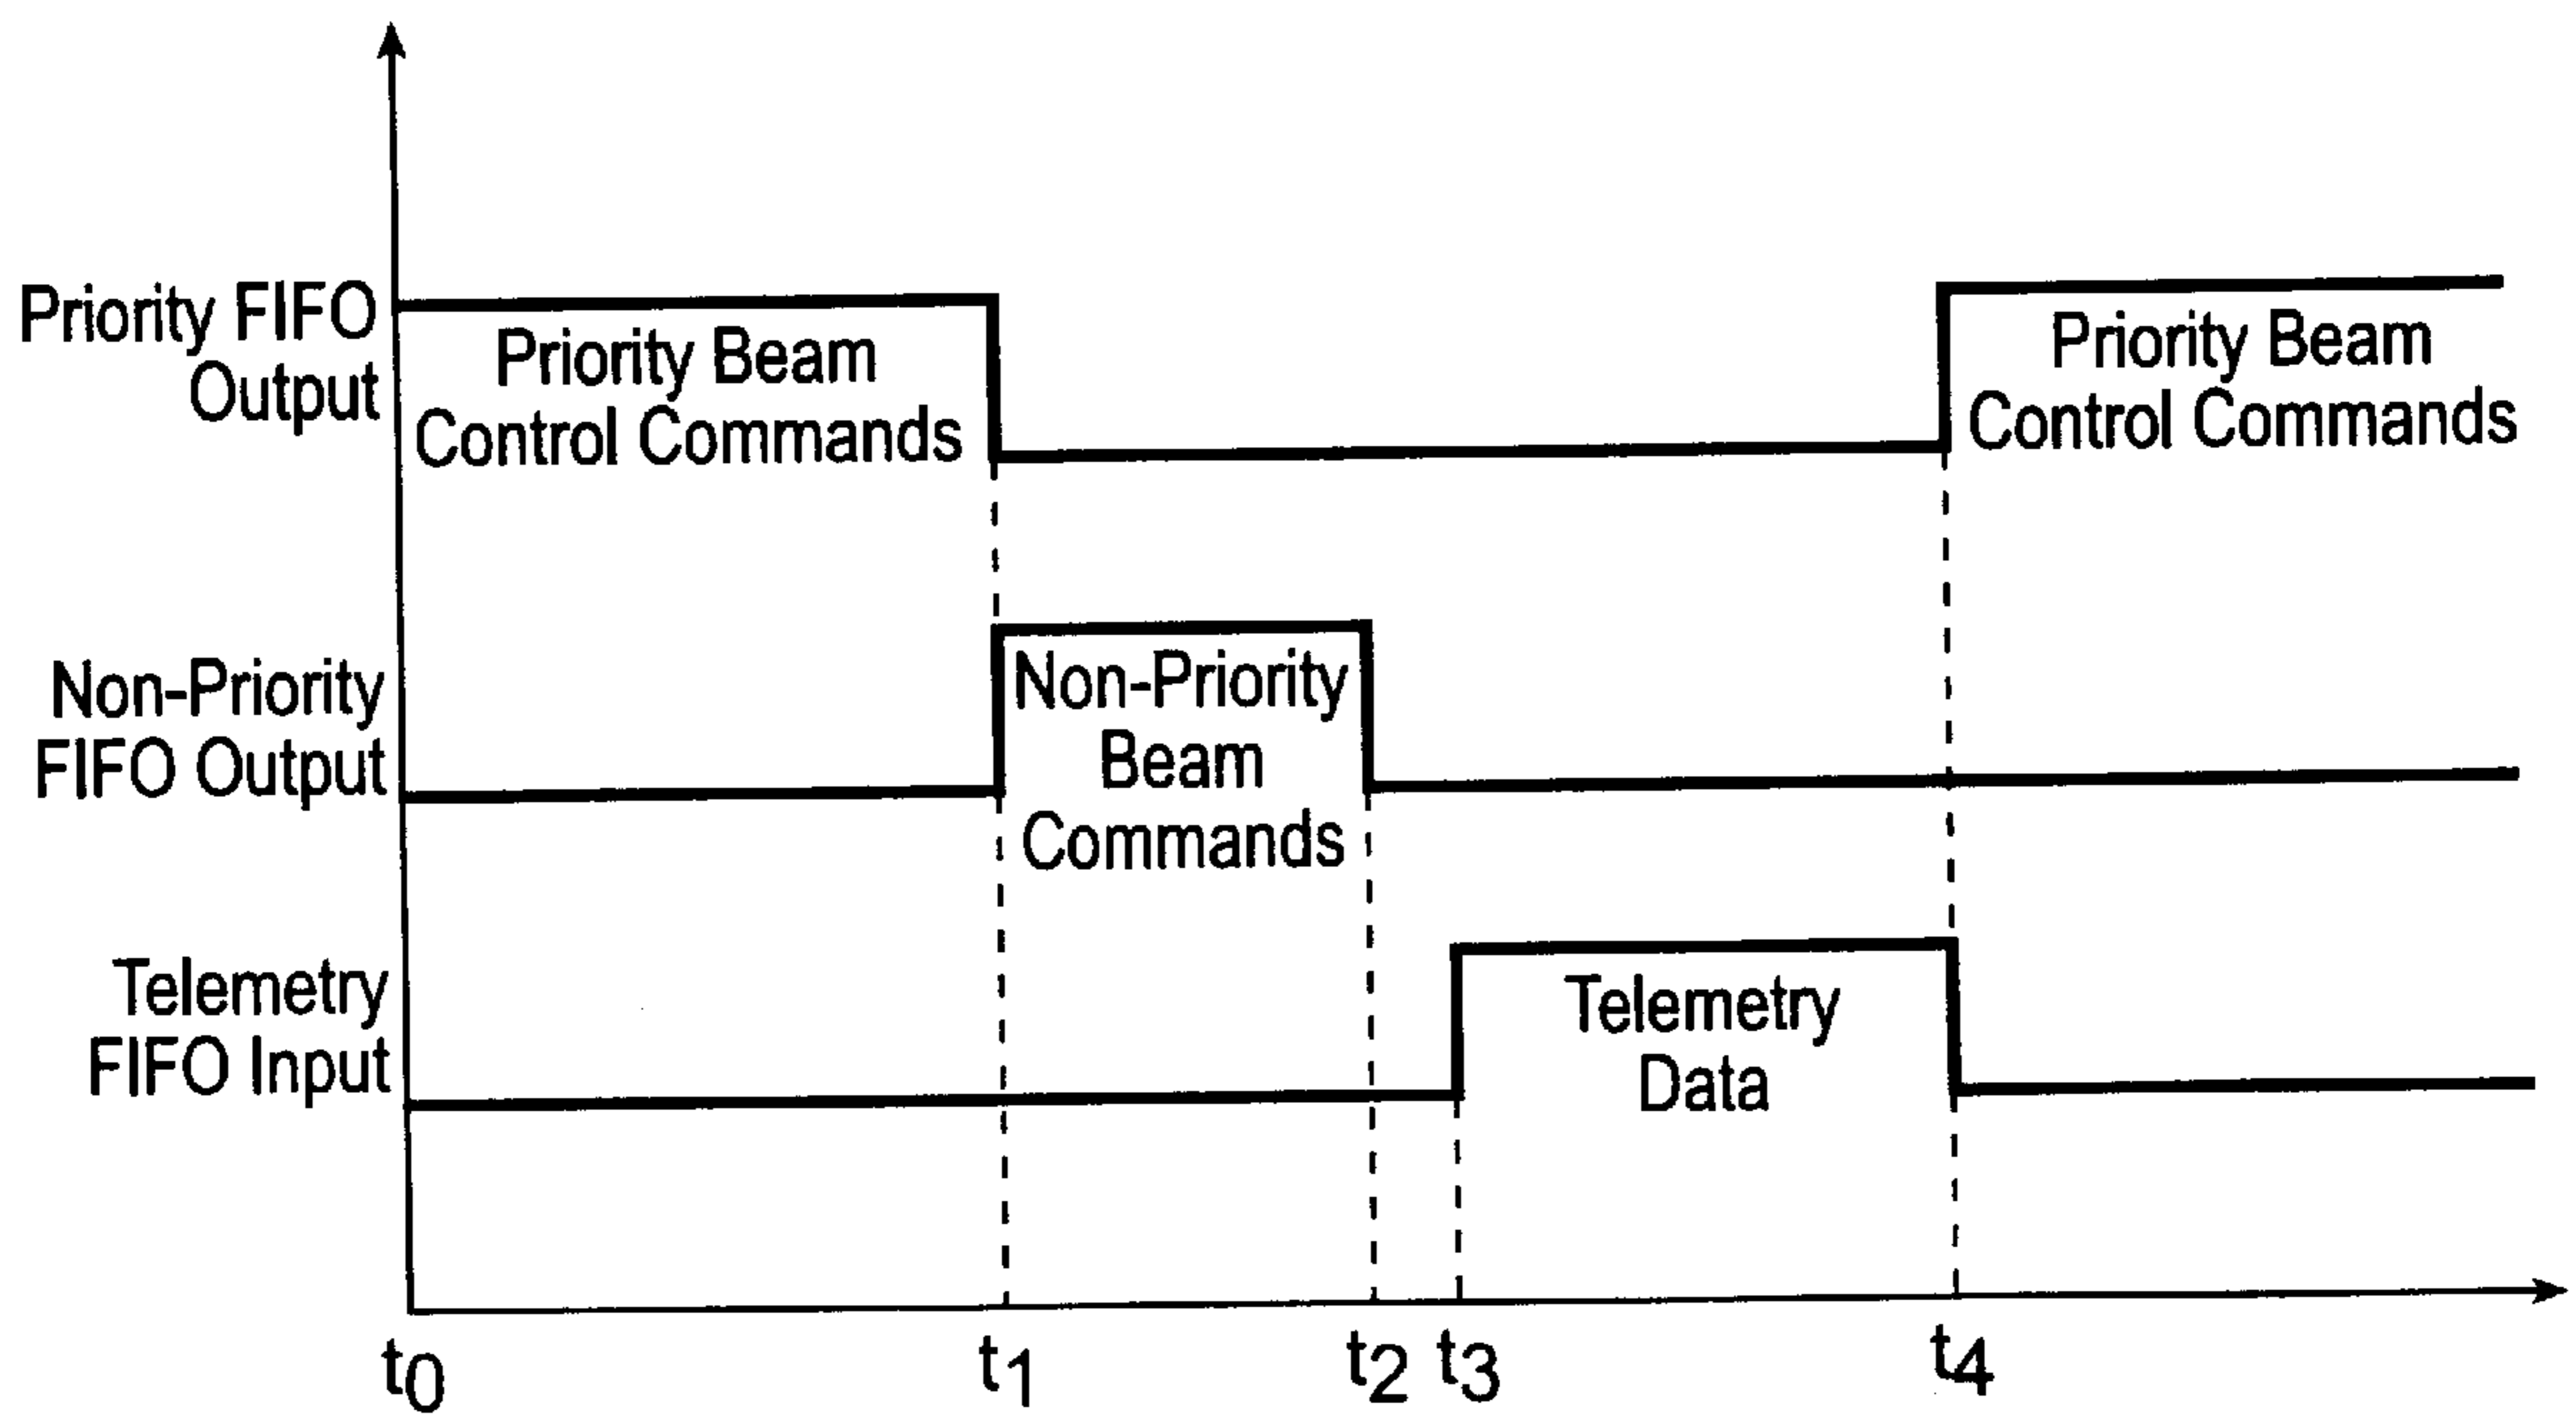 Priority FIFO
Output
Priority Beam
Control Commands
Priority Beam
Control Commands
Non-Priority
FIFO Output
Non-Priority
Beam
Commands
Telemetry
FIFO Input
Telemetry
Data
t0
t1
t2
t3
t4